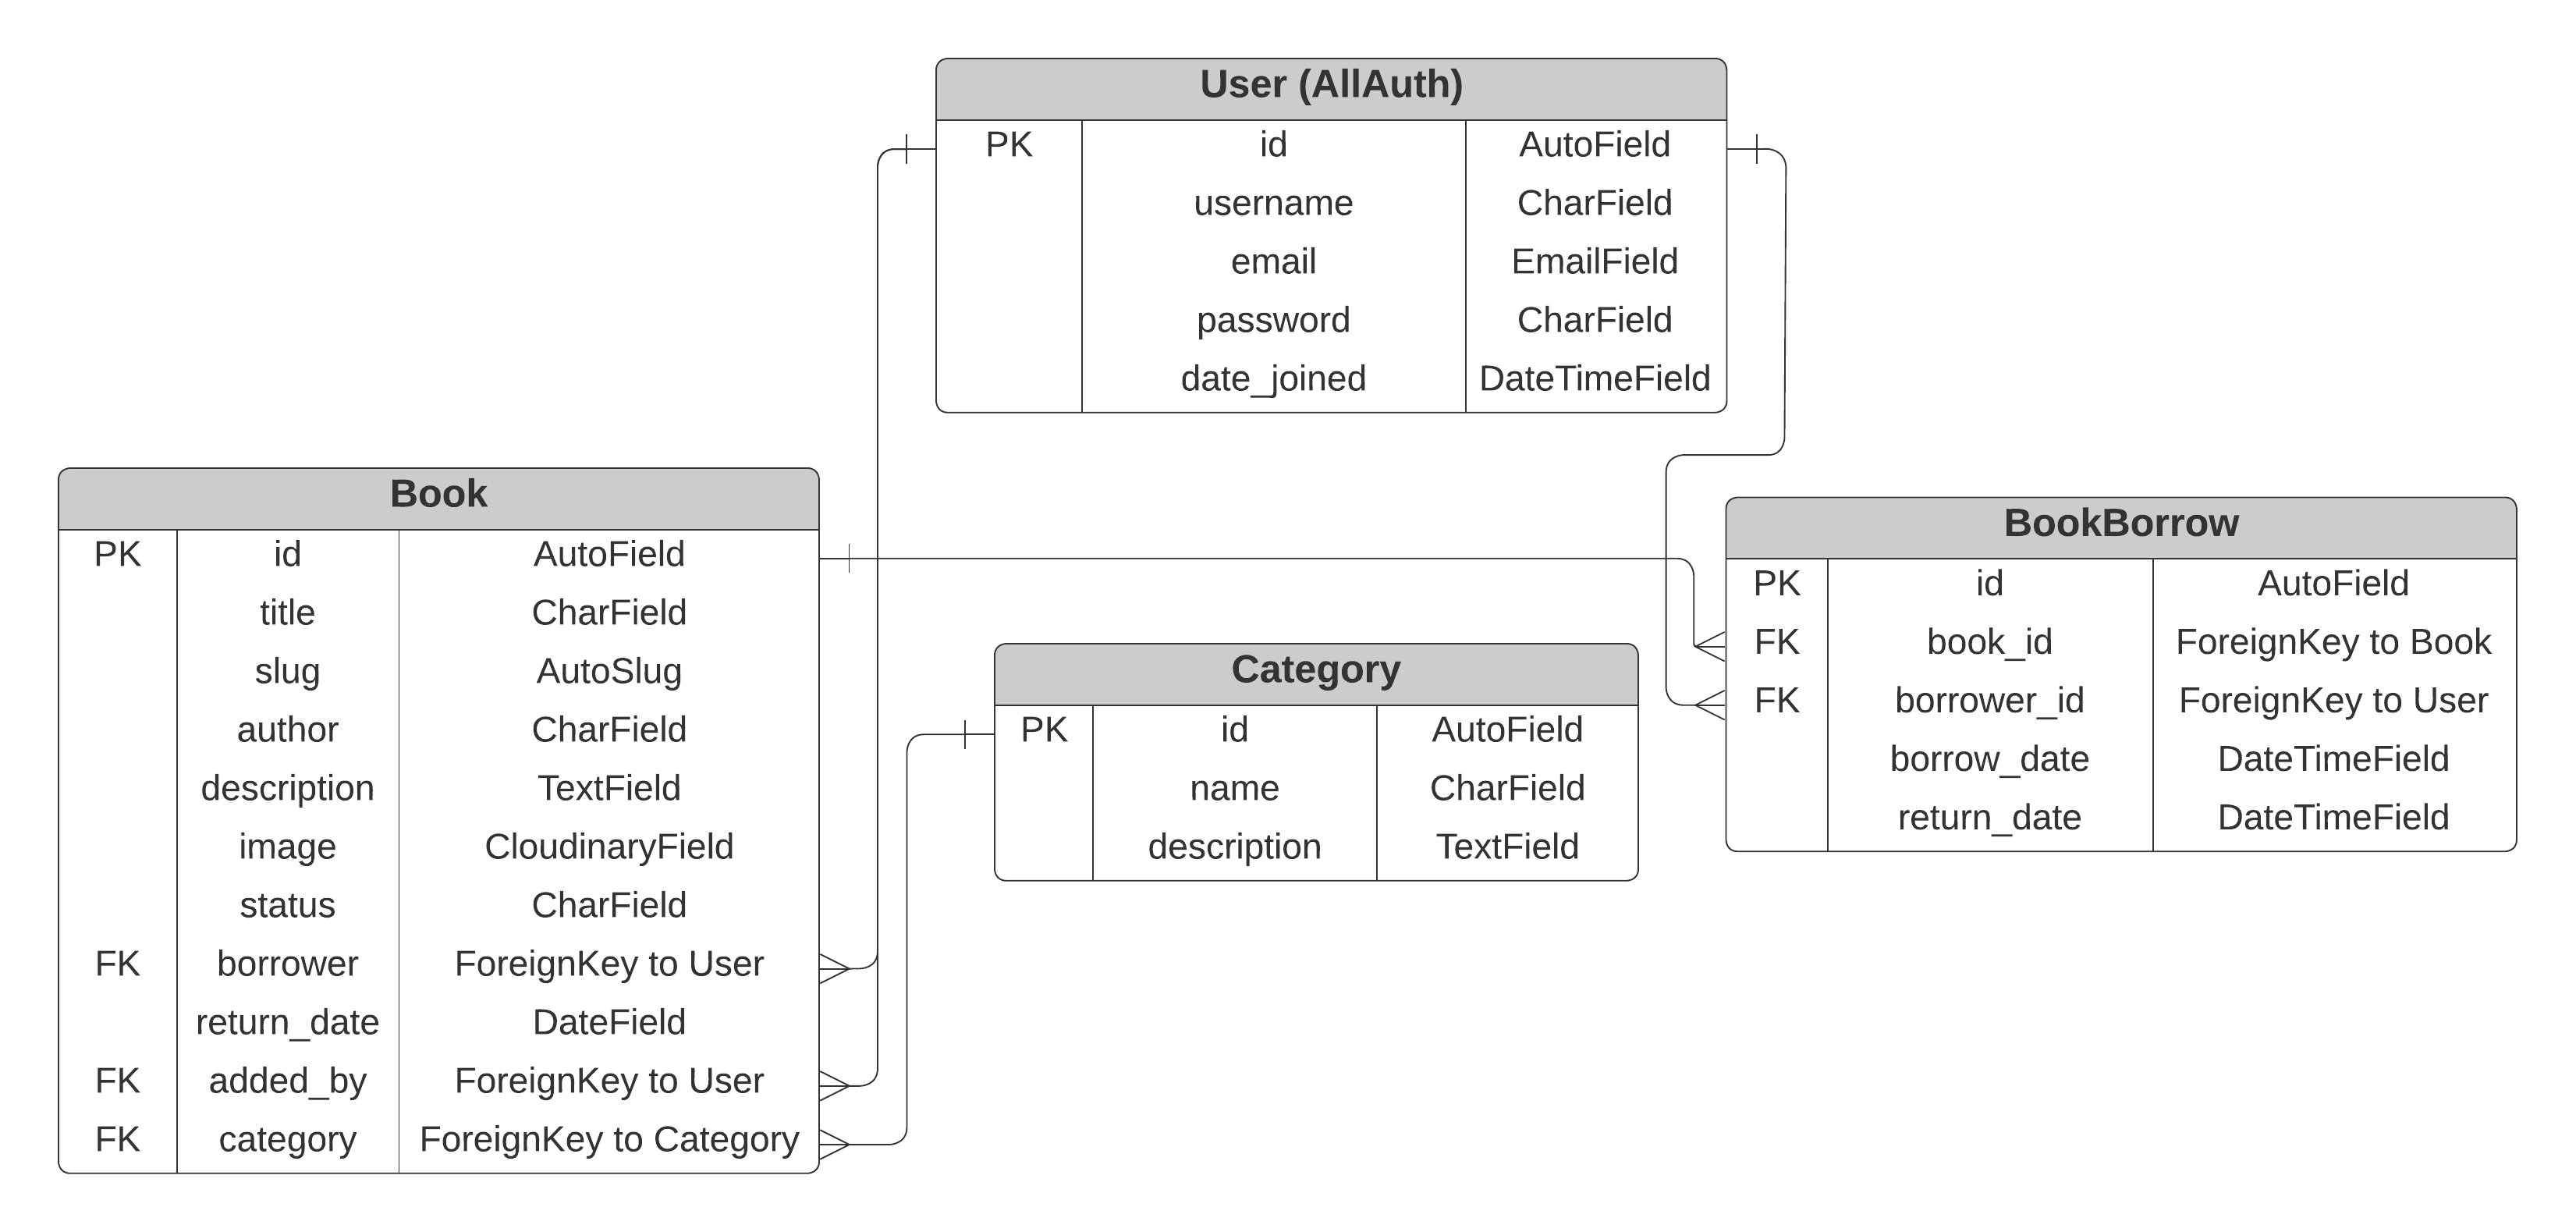 User (AllAuth)
PK id AutoField
username CharField
email EmailField
password CharField
date_joined DateTimeField
Book
PK id AutoField
title CharField
slug AutoSlug
author CharField
description TextField
image CloudinaryField
status CharField
FK borrower ForeignKey to User
return_date DateField
FK added_by ForeignKey to User
FK category ForeignKey to Category
Category
PK id AutoField
name CharField
description TextField
BookBorrow
PK id AutoField
FK book_id ForeignKey to Book
FK borrower_id ForeignKey to User
borrow_date DateTimeField
return_date DateTimeField